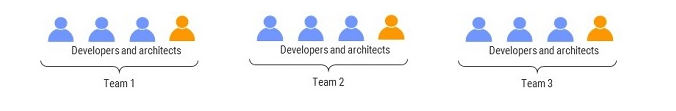 Developers and architects
Team 1
Developers and architects
Team 2
Developers and architects
Team 3